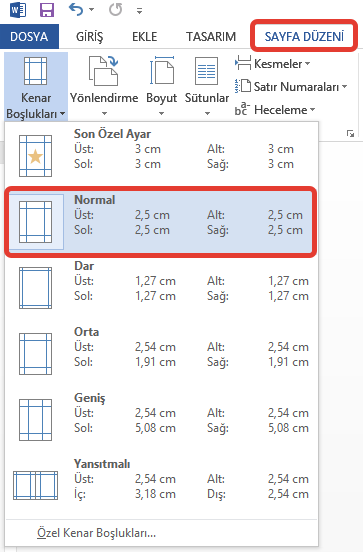 DOSYA GİRİŞ EKLE TASARIM SAYFA DÜZENİ
Kenar Boşlukları Yönlendirme Boyut Sütunlar
Kesmeler
Satır Numaraları
Heceleme
Son Özel Ayar
Üst: 3 cm Alt: 3 cm
Sol: 3 cm Sağ: 3 cm
Normal
Üst: 2,5 cm Alt: 2,5 cm
Sol: 2,5 cm Sağ: 2,5 cm
Dar
Üst: 1,27 cm Alt: 1,27 cm
Sol: 1,27 cm Sağ: 1,27 cm
Orta
Üst: 2,54 cm Alt: 2,54 cm
Sol: 1,91 cm Sağ: 1,91 cm
Geniş
Üst: 2,54 cm Alt: 2,54 cm
Sol: 5,08 cm Sağ: 5,08 cm
Yansıtmalı
Üst: 2,54 cm Alt: 2,54 cm
İç: 3,18 cm Dış: 2,54 cm
Özel Kenar Boşlukları...